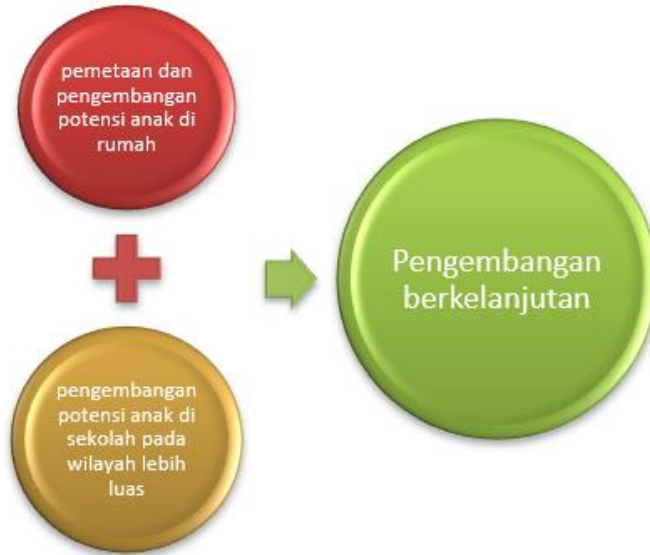 pemetaan dan
pengembangan
potensi anak di
rumah
pengembangan
potensi anak di
sekolah pada
wilayah lebih
luas
Pengembangan
berkelanjutan